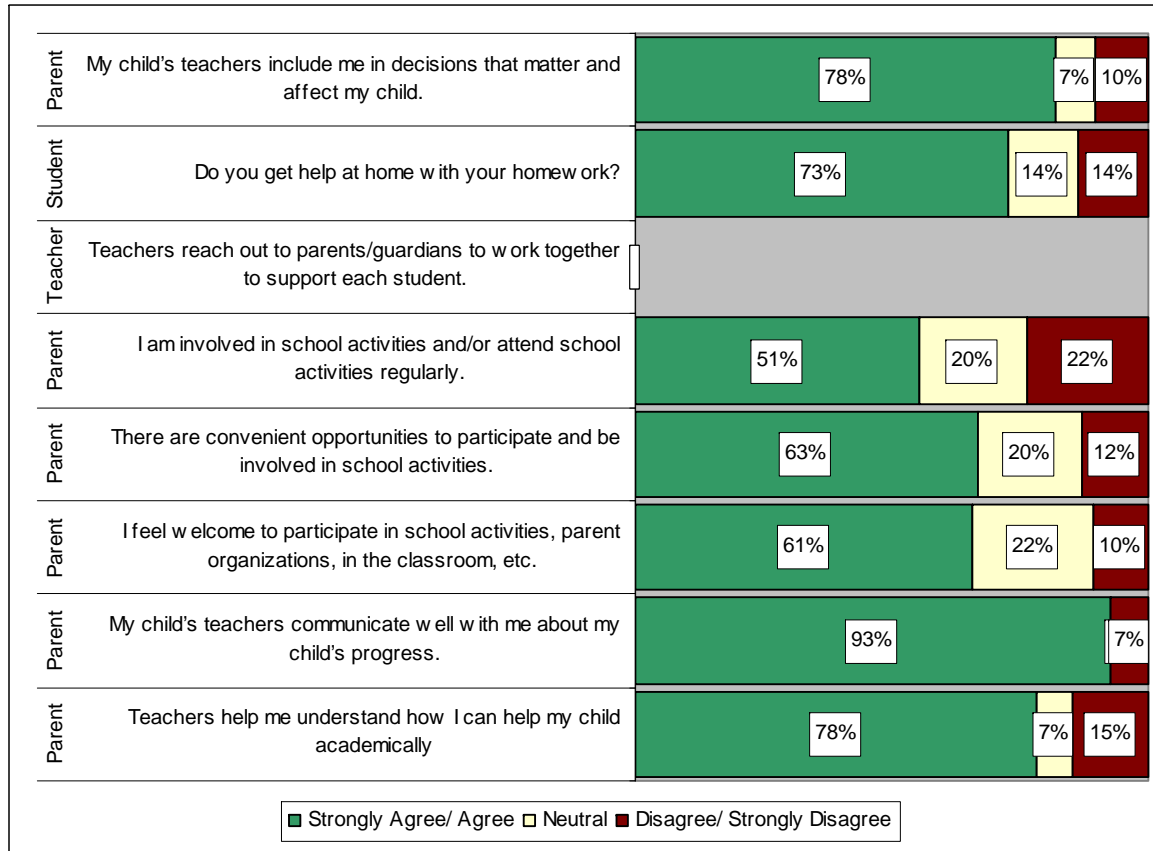 Parent
My child's teachers include me in decisions that matter and
affect my child.
78%
7%
10%
Student
Do you get help at home with your homework?
73%
14%
14%
Teacher
Teachers reach out to parents/guardians to work together
to support each student.
Parent
I am involved in school activities and/or attend school
activities regularly.
51%
20%
22%
Parent
There are convenient opportunities to participate and be
involved in school activities.
63%
20%
12%
Parent
I feel welcome to participate in school activities, parent
organizations, in the classroom, etc.
61%
22%
10%
Parent
My child's teachers communicate well with me about my
child's progress.
93%
7%
Parent
Teachers help me understand how I can help my child
academically
78%
7%
15%
Strongly Agree/ Agree
Neutral
Disagree/ Strongly Disagree